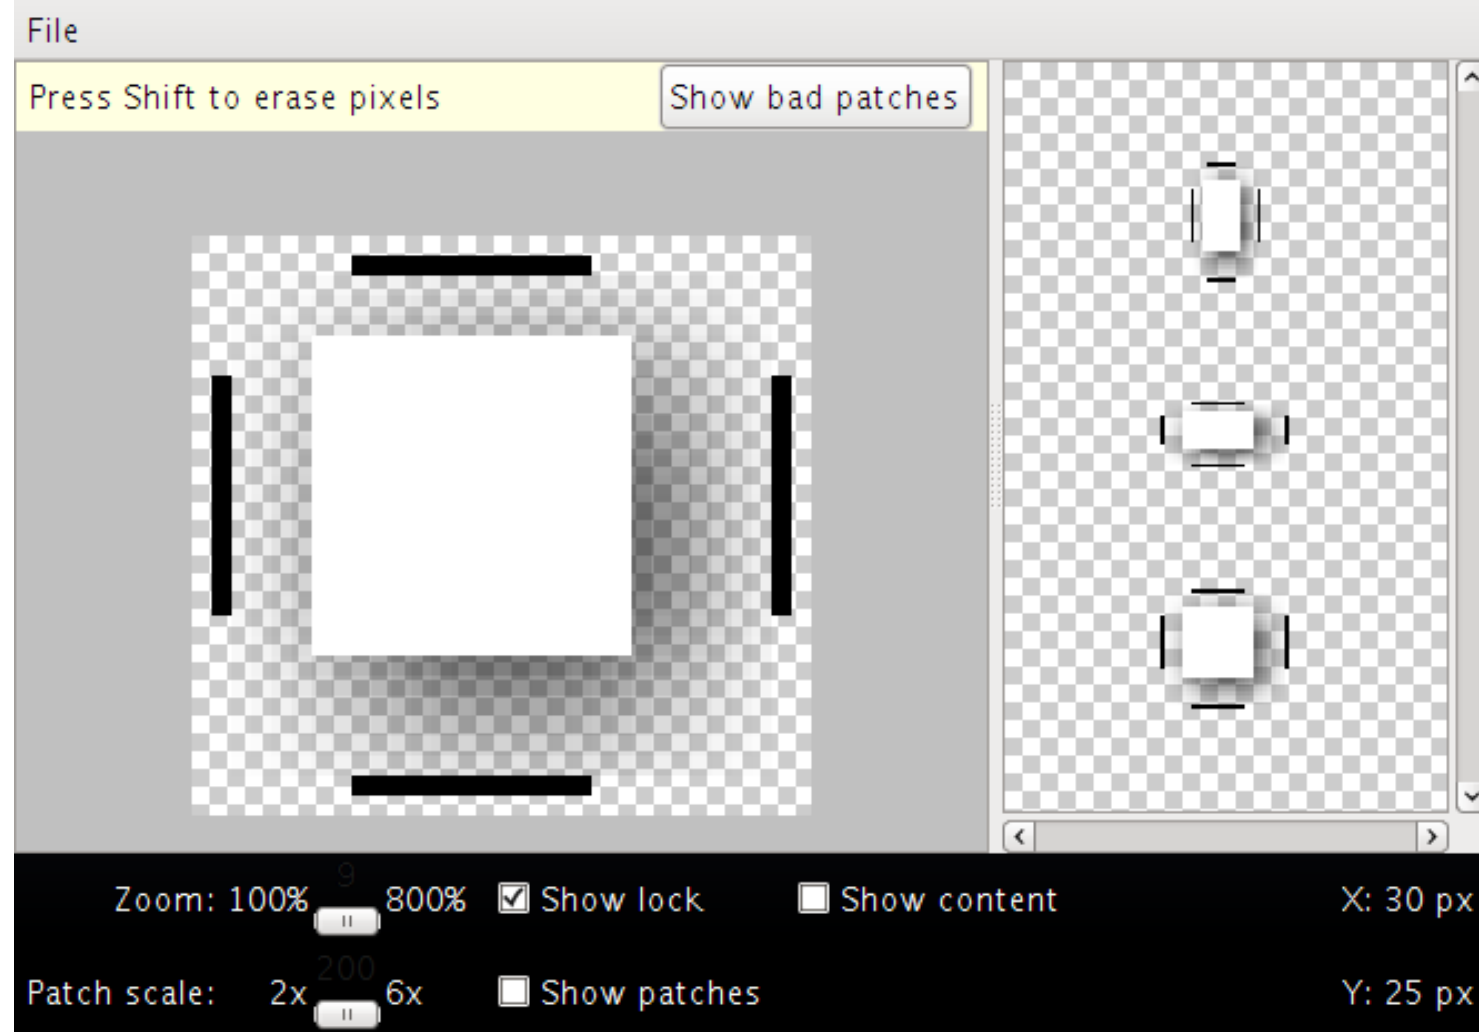 File
Press Shift to erase pixels Show bad patches
9
Zoom: 100% 800% Show lock Show content X: 30 px
200
Patch scale: 2x 6x Show patches Y: 25 px